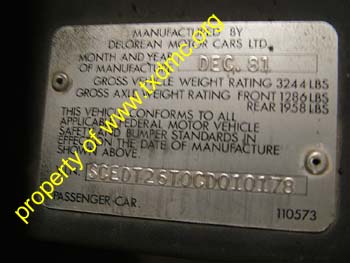 MANUFACTURED BY
DELOREAN MOTOR CARS LTD.
MONTH AND YEAR
OF MANUFACTURE DEC. 81
GROSS VEHICLE WEIGHT RATING 3244 LBS
GROSS AXLE WEIGHT RATING FRONT 1286 LBS
REAR 1958 LBS
THIS VEHICLE CONFORMS TO ALL
APPLICABLE FEDERAL MOTOR VEHICLE
SAFETY AND BUMPER STANDARDS IN
EFFECT ON THE DATE OF MANUFACTURE
SHOWN ABOVE.
SCEDT26T0CD010178
PASSENGER CAR
110573
property of www.txdmc.org